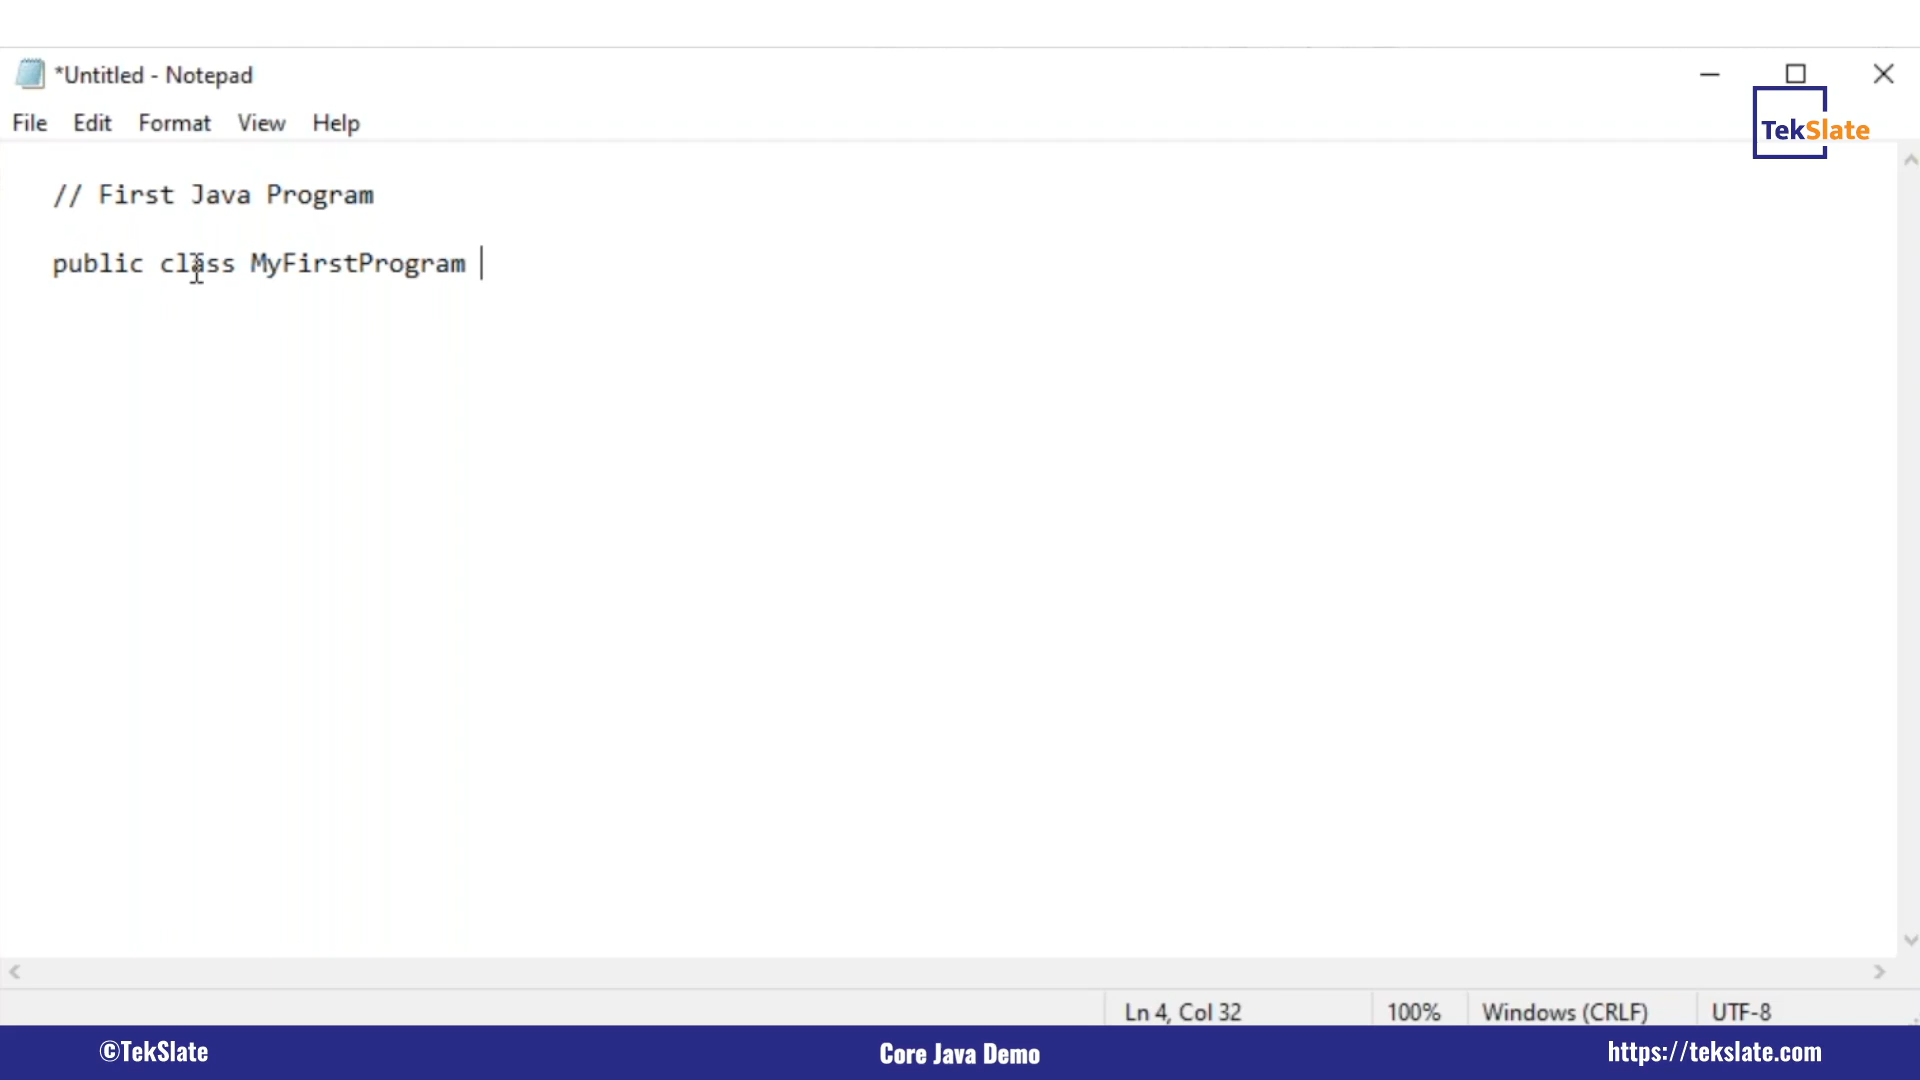 *Untitled - Notepad
File Edit Format View Help
TekSlate
// First Java Program
public class MyFirstProgram
Ln 4, Col 32 100% Windows (CRLF) UTF-8
©TekSlate Core Java Demo https://tekslate.com